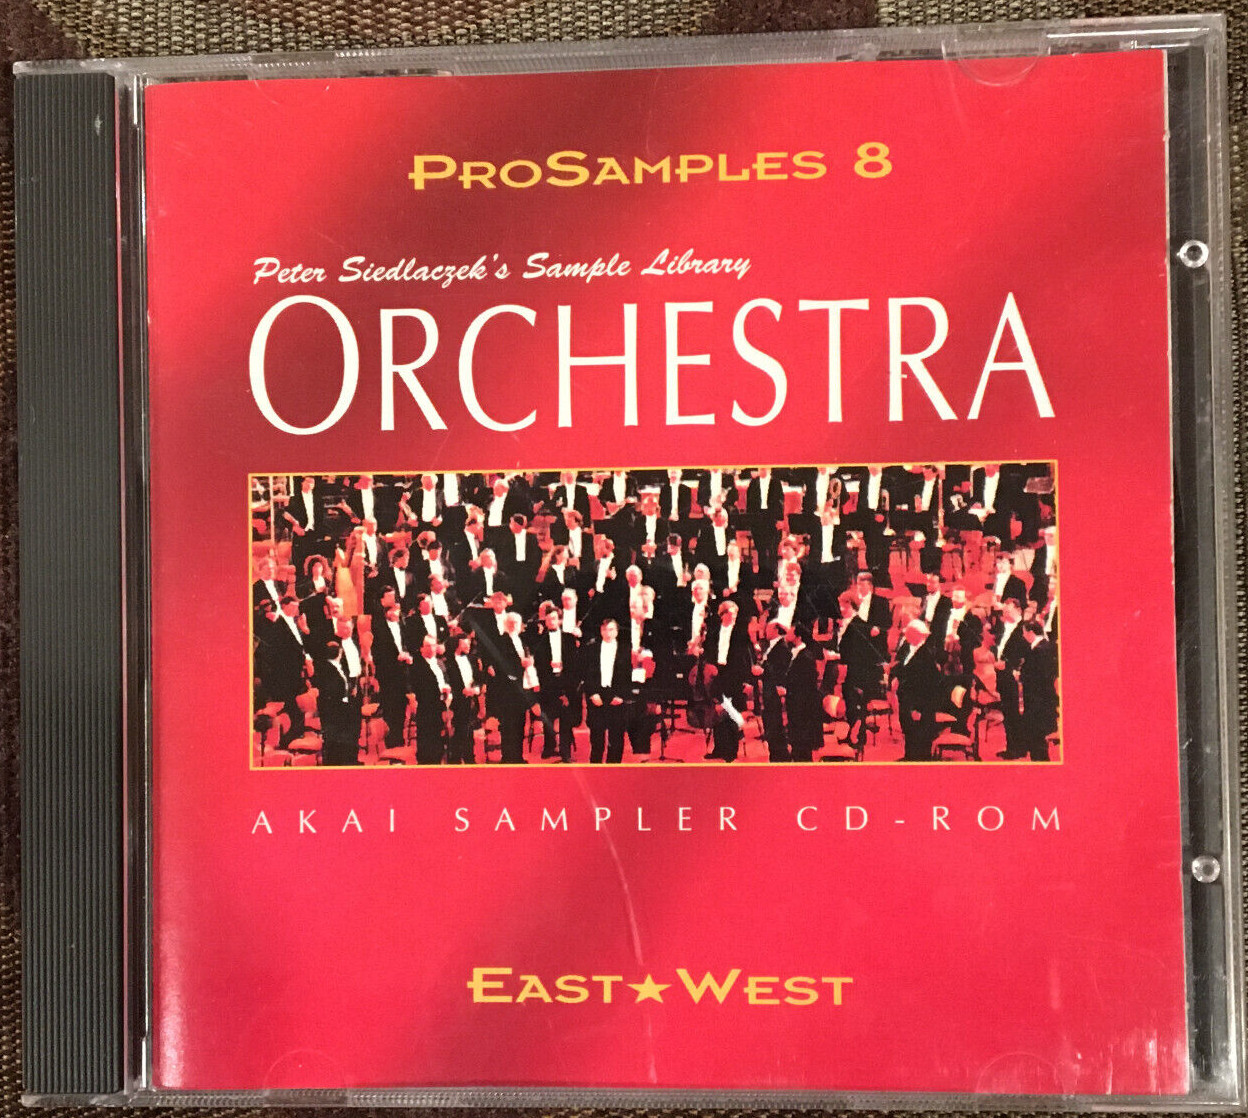 PROSAMPLES 8
Peter Siedlaczek's Sample Library
ORCHESTRA
AKAI SAMPLER CD-ROM
EAST★WEST